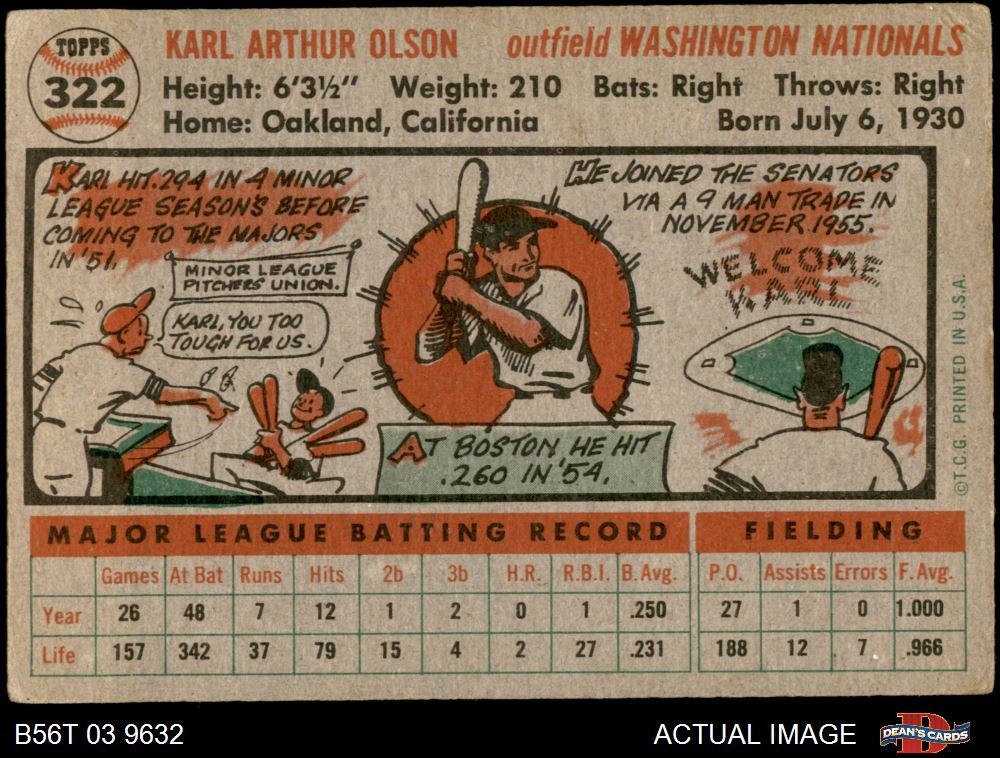 TOPPS
322
KARL ARTHUR OLSON outfield WASHINGTON NATIONALS
Height: 6'3½" Weight: 210 Bats: Right Throws: Right
Home: Oakland, California Born July 6, 1930
KARL HIT .294 IN 4 MINOR
LEAGUE SEASONS BEFORE
COMING TO THE MAJORS
IN '51.
MINOR LEAGUE
PITCHERS' UNION.
KARL, YOU TOO
TOUGH FOR US.
AT BOSTON HE HIT
.260 IN '54.
HE JOINED THE SENATORS
VIA A 9 MAN TRADE IN
NOVEMBER 1955.
WELCOME
KARL
©T.C.G. PRINTED IN U.S.A.
MAJOR LEAGUE BATTING RECORD FIELDING
Games At Bat Runs Hits 2b 3b H.R. R.B.I. B.Avg. P.O. Assists Errors F.Avg.
Year 26 48 7 12 1 2 0 1 .250 27 1 0 1.000
Life 157 342 37 79 15 4 2 27 .231 188 12 7 .966
B56T 03 9632 ACTUAL IMAGE
D
DEAN'S CARDS